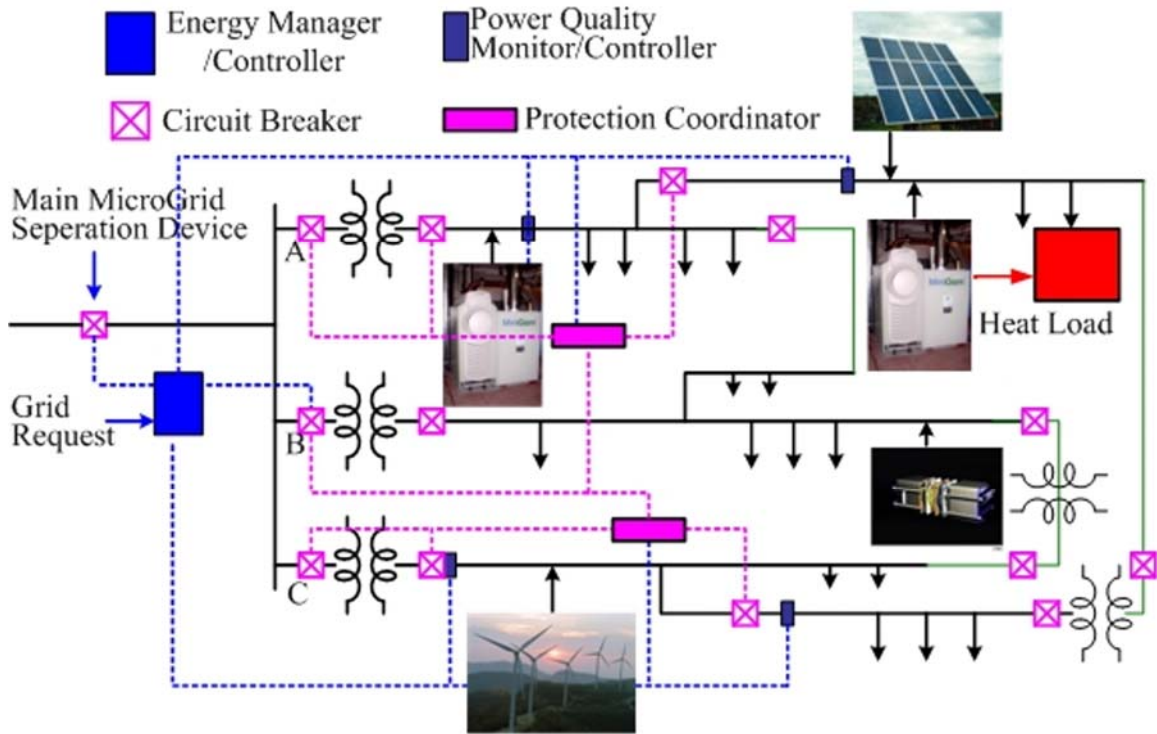 Energy Manager
/Controller
Power Quality
Monitor/Controller
Circuit Breaker
Protection Coordinator
Main MicroGrid
Seperation Device
A
Heat Load
Grid
Request
B
C